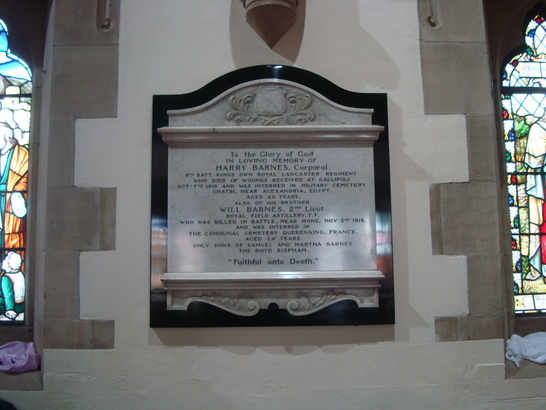 To the Glory of God
IN LOVING MEMORY OF
HARRY BARNES, Corporal
8TH BATT. KINGS OWN ROYAL LANCASTER REGIMENT
WHO DIED OF WOUNDS RECEIVED AT GALLIPOLI
OCT. 7TH 1915 AND WAS INTERRED IN MILITARY CEMETERY
CHATBI, NEAR ALEXANDRIA, EGYPT.
AGED 23 YEARS.
ALSO OF HIS BROTHER
WILL BARNES, 2ND Lieut.
ROYAL FIELD ARTILLERY T.F.
WHO WAS KILLED IN BATTLE, NEAR MONS, NOV 2ND 1918,
AND WAS INTERRED IN
THE COMMUNAL CEMETERY QUERENAING, FRANCE.
AGED 24 YEARS.
ONLY SONS OF SAMUEL AND MARTHA BARNES
THE ROYD BISPHAM.
"Faithful unto Death."